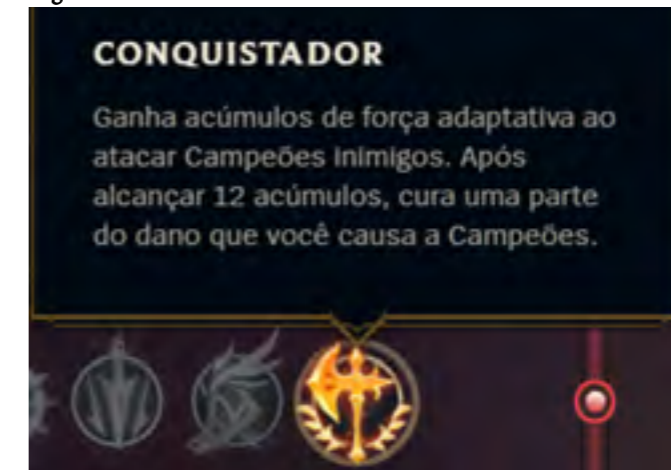 CONQUISTADOR
Ganha acúmulos de força adaptativa ao
atacar Campeões Inimigos. Após
alcançar 12 acúmulos, cura uma parte
do dano que você causa a Campeões.